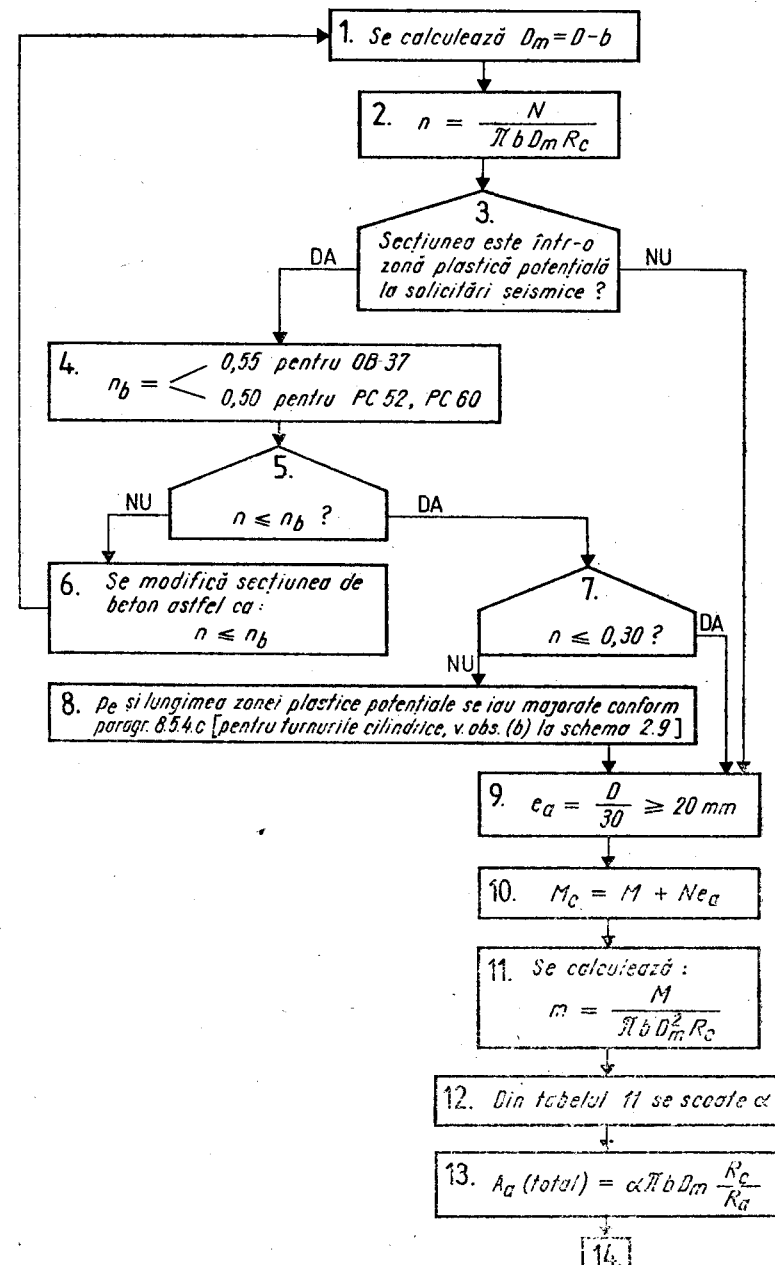 1. Se calculează D_m = D-b
2. n = N / (π b D_m R_c)
3.
Secțiunea este într-o
zonă plastică potențială
la solicitări seismice ?
DA
NU
4. n_b = 0,55 pentru OB 37
0,50 pentru PC 52, PC 60
5.
n ≤ n_b ?
NU
DA
6. Se modifică secțiunea de
beton astfel ca :
n ≤ n_b
7.
n ≤ 0,30 ?
DA
NU
8. p_e și lungimea zonei plastice potențiale se iau majorate conform
paragr. 8.5.4.c [pentru turnurile cilindrice, v. obs. (b) la schema 2.9]
9. e_a = D / 30 ≥ 20 mm
10. M_c = M + Ne_a
11. Se calculează :
m = M / (π b D_m² R_c)
12. Din tabelul 11 se scoate α
13. A_a (total) = α π b D_m R_c / R_a
14.